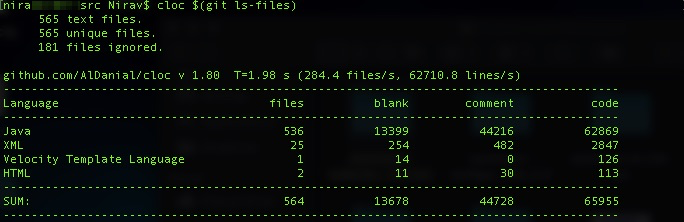 [nira src Nirav$ cloc $(git ls-files)
565 text files.
565 unique files.
181 files ignored.
github.com/AlDanial/cloc v 1.80 T=1.98 s (284.4 files/s, 62710.8 lines/s)
-------------------------------------------------------------------------------
Language files blank comment code
-------------------------------------------------------------------------------
Java 536 13399 44216 62869
XML 25 254 482 2847
Velocity Template Language 1 14 0 126
HTML 2 11 30 113
-------------------------------------------------------------------------------
SUM: 564 13678 44728 65955
-------------------------------------------------------------------------------